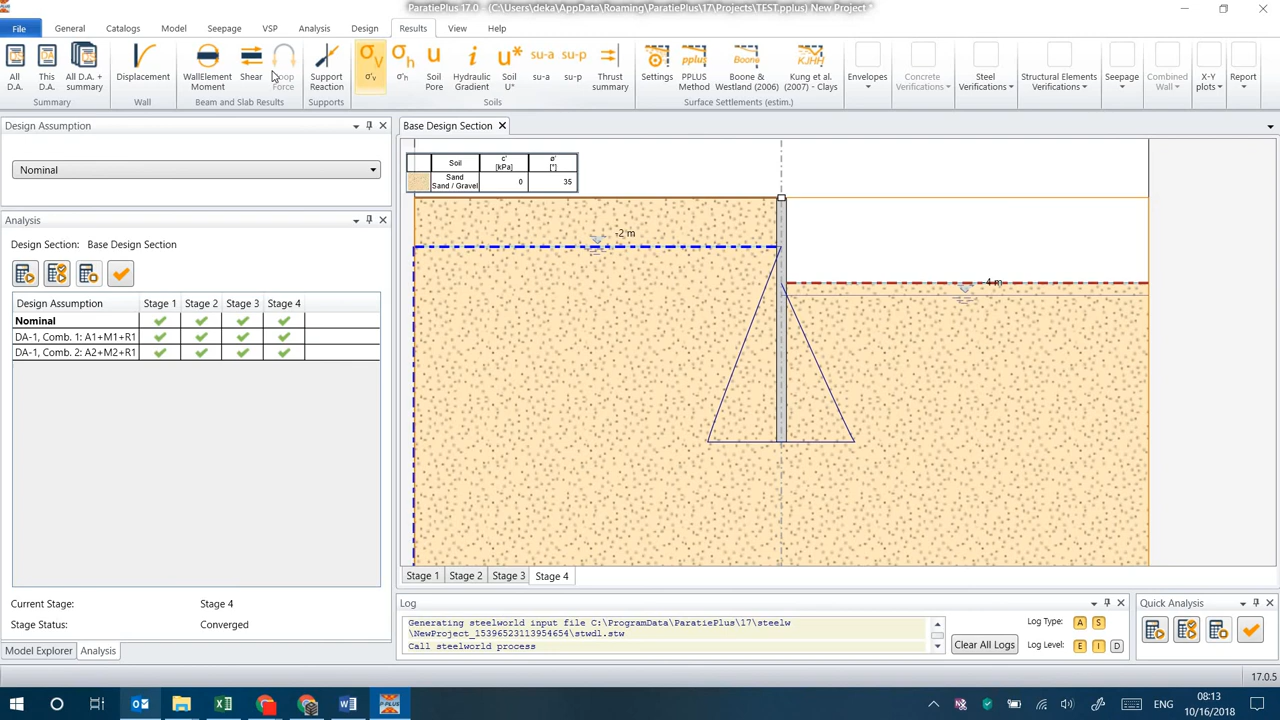 ParatiePlus 17.0 - (C:\Users\deka\AppData\Roaming\ParatiePlus\17\Projects\TEST.pplus) New Project *
File General Catalogs Model Seepage VSP Analysis Design Results View Help
All D.A.
This D.A.
All D.A. + summary
Summary
Displacement
Wall
WallElement Moment
Shear
Hoop Force
Beam and Slab Results
Support Reaction
Supports
σv
σ'v
σh
σ'h
u
Soil Pore
Hydraulic Gradient
u*
Soil U*
su-a
su-a
su-p
su-p
Thrust summary
Soils
Settings
pplus
PPLUS Method
Boone
Boone & Westland (2006)
KJHH
Kung et al. (2007) - Clays
Surface Settlements (estim.)
Envelopes
Concrete Verifications
Steel Verifications
Structural Elements Verifications
Seepage
Combined Wall
X-Y plots
Report
Design Assumption
Nominal
Analysis
Design Section: Base Design Section
Design Assumption Stage 1 Stage 2 Stage 3 Stage 4
Nominal
DA-1, Comb. 1: A1+M1+R1
DA-1, Comb. 2: A2+M2+R1
Current Stage: Stage 4
Stage Status: Converged
Model Explorer Analysis
Base Design Section
Soil c' [kPa] ø' [°]
Sand Sand / Gravel 0 35
-2 m
-4 m
Stage 1 Stage 2 Stage 3 Stage 4
Log
Generating steelworld input file C:\ProgramData\ParatiePlus\17\steelw
\NewProject_15396523113954654\stwdl.stw
Call steelworld process
Clear All Logs
Log Type: A S
Log Level: E I D
Quick Analysis
17.0.5
P-PLUS
ENG
08:13
10/16/2018